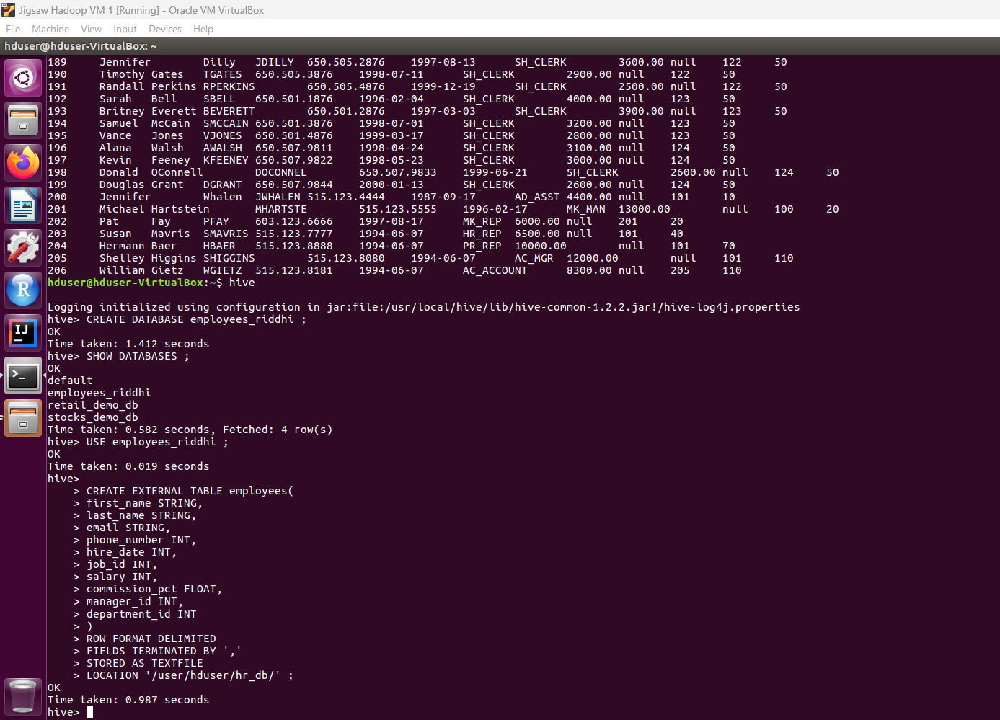 Jigsaw Hadoop VM 1 [Running] - Oracle VM VirtualBox
File Machine View Input Devices Help
hduser@hduser-VirtualBox: ~
189 Jennifer Dilly JDILLY 650.505.2876 1997-08-13 SH_CLERK 3600.00 null 122 50
190 Timothy Gates TGATES 650.505.3876 1998-07-11 SH_CLERK 2900.00 null 122 50
191 Randall Perkins RPERKINS 650.505.4876 1999-12-19 SH_CLERK 2500.00 null 122 50
192 Sarah Bell SBELL 650.501.1876 1996-02-04 SH_CLERK 4000.00 null 123 50
193 Britney Everett BEVERETT 650.501.2876 1997-03-03 SH_CLERK 3900.00 null 123 50
194 Samuel McCain SMCCAIN 650.501.3876 1998-07-01 SH_CLERK 3200.00 null 123 50
195 Vance Jones VJONES 650.501.4876 1999-03-17 SH_CLERK 2800.00 null 123 50
196 Alana Walsh AWALSH 650.507.9811 1998-04-24 SH_CLERK 3100.00 null 124 50
197 Kevin Feeney KFEENEY 650.507.9822 1998-05-23 SH_CLERK 3000.00 null 124 50
198 Donald OConnell DOCONNEL 650.507.9833 1999-06-21 SH_CLERK 2600.00 null 124 50
199 Douglas Grant DGRANT 650.507.9844 2000-01-13 SH_CLERK 2600.00 null 124 50
200 Jennifer Whalen JWHALEN 515.123.4444 1987-09-17 AD_ASST 4400.00 null 101 10
201 Michael Hartstein MHARTSTE 515.123.5555 1996-02-17 MK_MAN 13000.00 null 100 20
202 Pat Fay PFAY 603.123.6666 1997-08-17 MK_REP 6000.00 null 201 20
203 Susan Mavris SMAVRIS 515.123.7777 1994-06-07 HR_REP 6500.00 null 101 40
204 Hermann Baer HBAER 515.123.8888 1994-06-07 PR_REP 10000.00 null 101 70
205 Shelley Higgins SHIGGINS 515.123.8080 1994-06-07 AC_MGR 12000.00 null 101 110
206 William Gietz WGIETZ 515.123.8181 1994-06-07 AC_ACCOUNT 8300.00 null 205 110
hduser@hduser-VirtualBox:~$ hive
Logging initialized using configuration in jar:file:/usr/local/hive/lib/hive-common-1.2.2.jar!/hive-log4j.properties
hive> CREATE DATABASE employees_riddhi ;
OK
Time taken: 1.412 seconds
hive> SHOW DATABASES ;
OK
default
employees_riddhi
retail_demo_db
stocks_demo_db
Time taken: 0.582 seconds, Fetched: 4 row(s)
hive> USE employees_riddhi ;
OK
Time taken: 0.019 seconds
hive>
> CREATE EXTERNAL TABLE employees(
> first_name STRING,
> last_name STRING,
> email STRING,
> phone_number INT,
> hire_date INT,
> job_id INT,
> salary INT,
> commission_pct FLOAT,
> manager_id INT,
> department_id INT
> )
> ROW FORMAT DELIMITED
> FIELDS TERMINATED BY ','
> STORED AS TEXTFILE
> LOCATION '/user/hduser/hr_db/' ;
OK
Time taken: 0.987 seconds
hive>
R
IJ